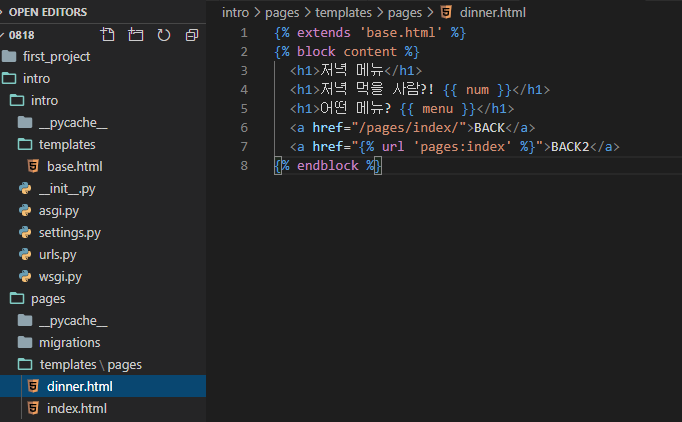 OPEN EDITORS
0818
first_project
intro
intro
__pycache__
templates
base.html
__init__.py
asgi.py
settings.py
urls.py
wsgi.py
pages
__pycache__
migrations
templates \ pages
dinner.html
index.html
intro > pages > templates > pages > dinner.html
1 {% extends 'base.html' %}
2 {% block content %}
3 <h1>저녁 메뉴</h1>
4 <h1>저녁 먹을 사람?! {{ num }}</h1>
5 <h1>어떤 메뉴? {{ menu }}</h1>
6 <a href="/pages/index/">BACK</a>
7 <a href="{% url 'pages:index' %}">BACK2</a>
8 {% endblock %}